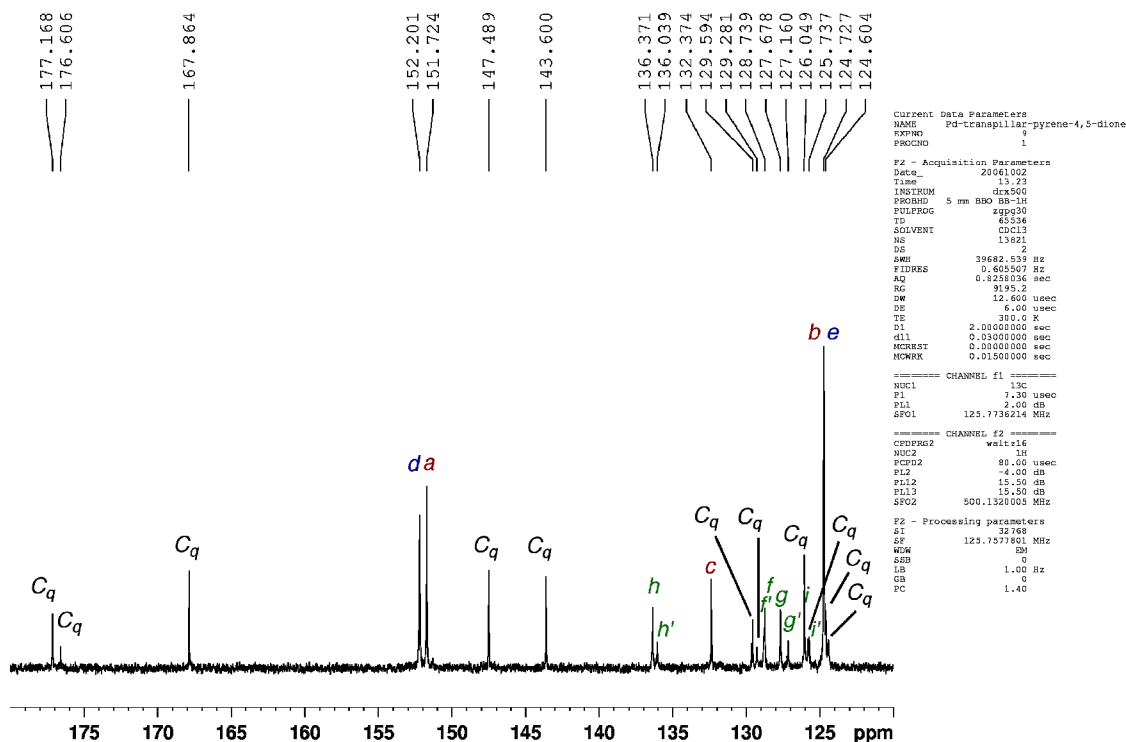 177.168
176.606
167.864
152.201
151.724
147.489
143.600
136.371
136.039
132.374
129.594
129.281
128.739
127.678
127.160
126.049
125.737
124.727
124.604
Current Data Parameters
NAME Pd-transpillar-pyrene-4,5-dione
EXPNO 9
PROCNO 1
F2 - Acquisition Parameters
Date_ 20061002
Time 13.23
INSTRUM drx500
PROBHD 5 mm BBO BB-1H
PULPROG zgpg30
TD 65536
SOLVENT CDCl3
NS 13821
DS 2
SWH 39682.539 Hz
FIDRES 0.605507 Hz
AQ 0.8258036 sec
RG 9195.2
DW 12.600 usec
DE 6.00 usec
TE 300.0 K
D1 2.00000000 sec
d11 0.03000000 sec
MCREST 0.00000000 sec
MCWRK 0.01500000 sec
======== CHANNEL f1 ========
NUC1 13C
P1 7.30 usec
PL1 2.00 dB
SFO1 125.7736214 MHz
======== CHANNEL f2 ========
CPDPRG2 waltz16
NUC2 1H
PCPD2 80.00 usec
PL2 -4.00 dB
PL12 15.50 dB
PL13 15.50 dB
SFO2 500.1320005 MHz
F2 - Processing parameters
SI 32768
SF 125.7577801 MHz
WDW EM
SSB 0
LB 1.00 Hz
GB 0
PC 1.40
b e
d a
Cq
Cq
Cq
Cq
Cq
Cq
Cq
Cq
Cq
Cq
Cq
c
h
h'
f
f'
g
g'
i
i'
175 170 165 160 155 150 145 140 135 130 125 ppm